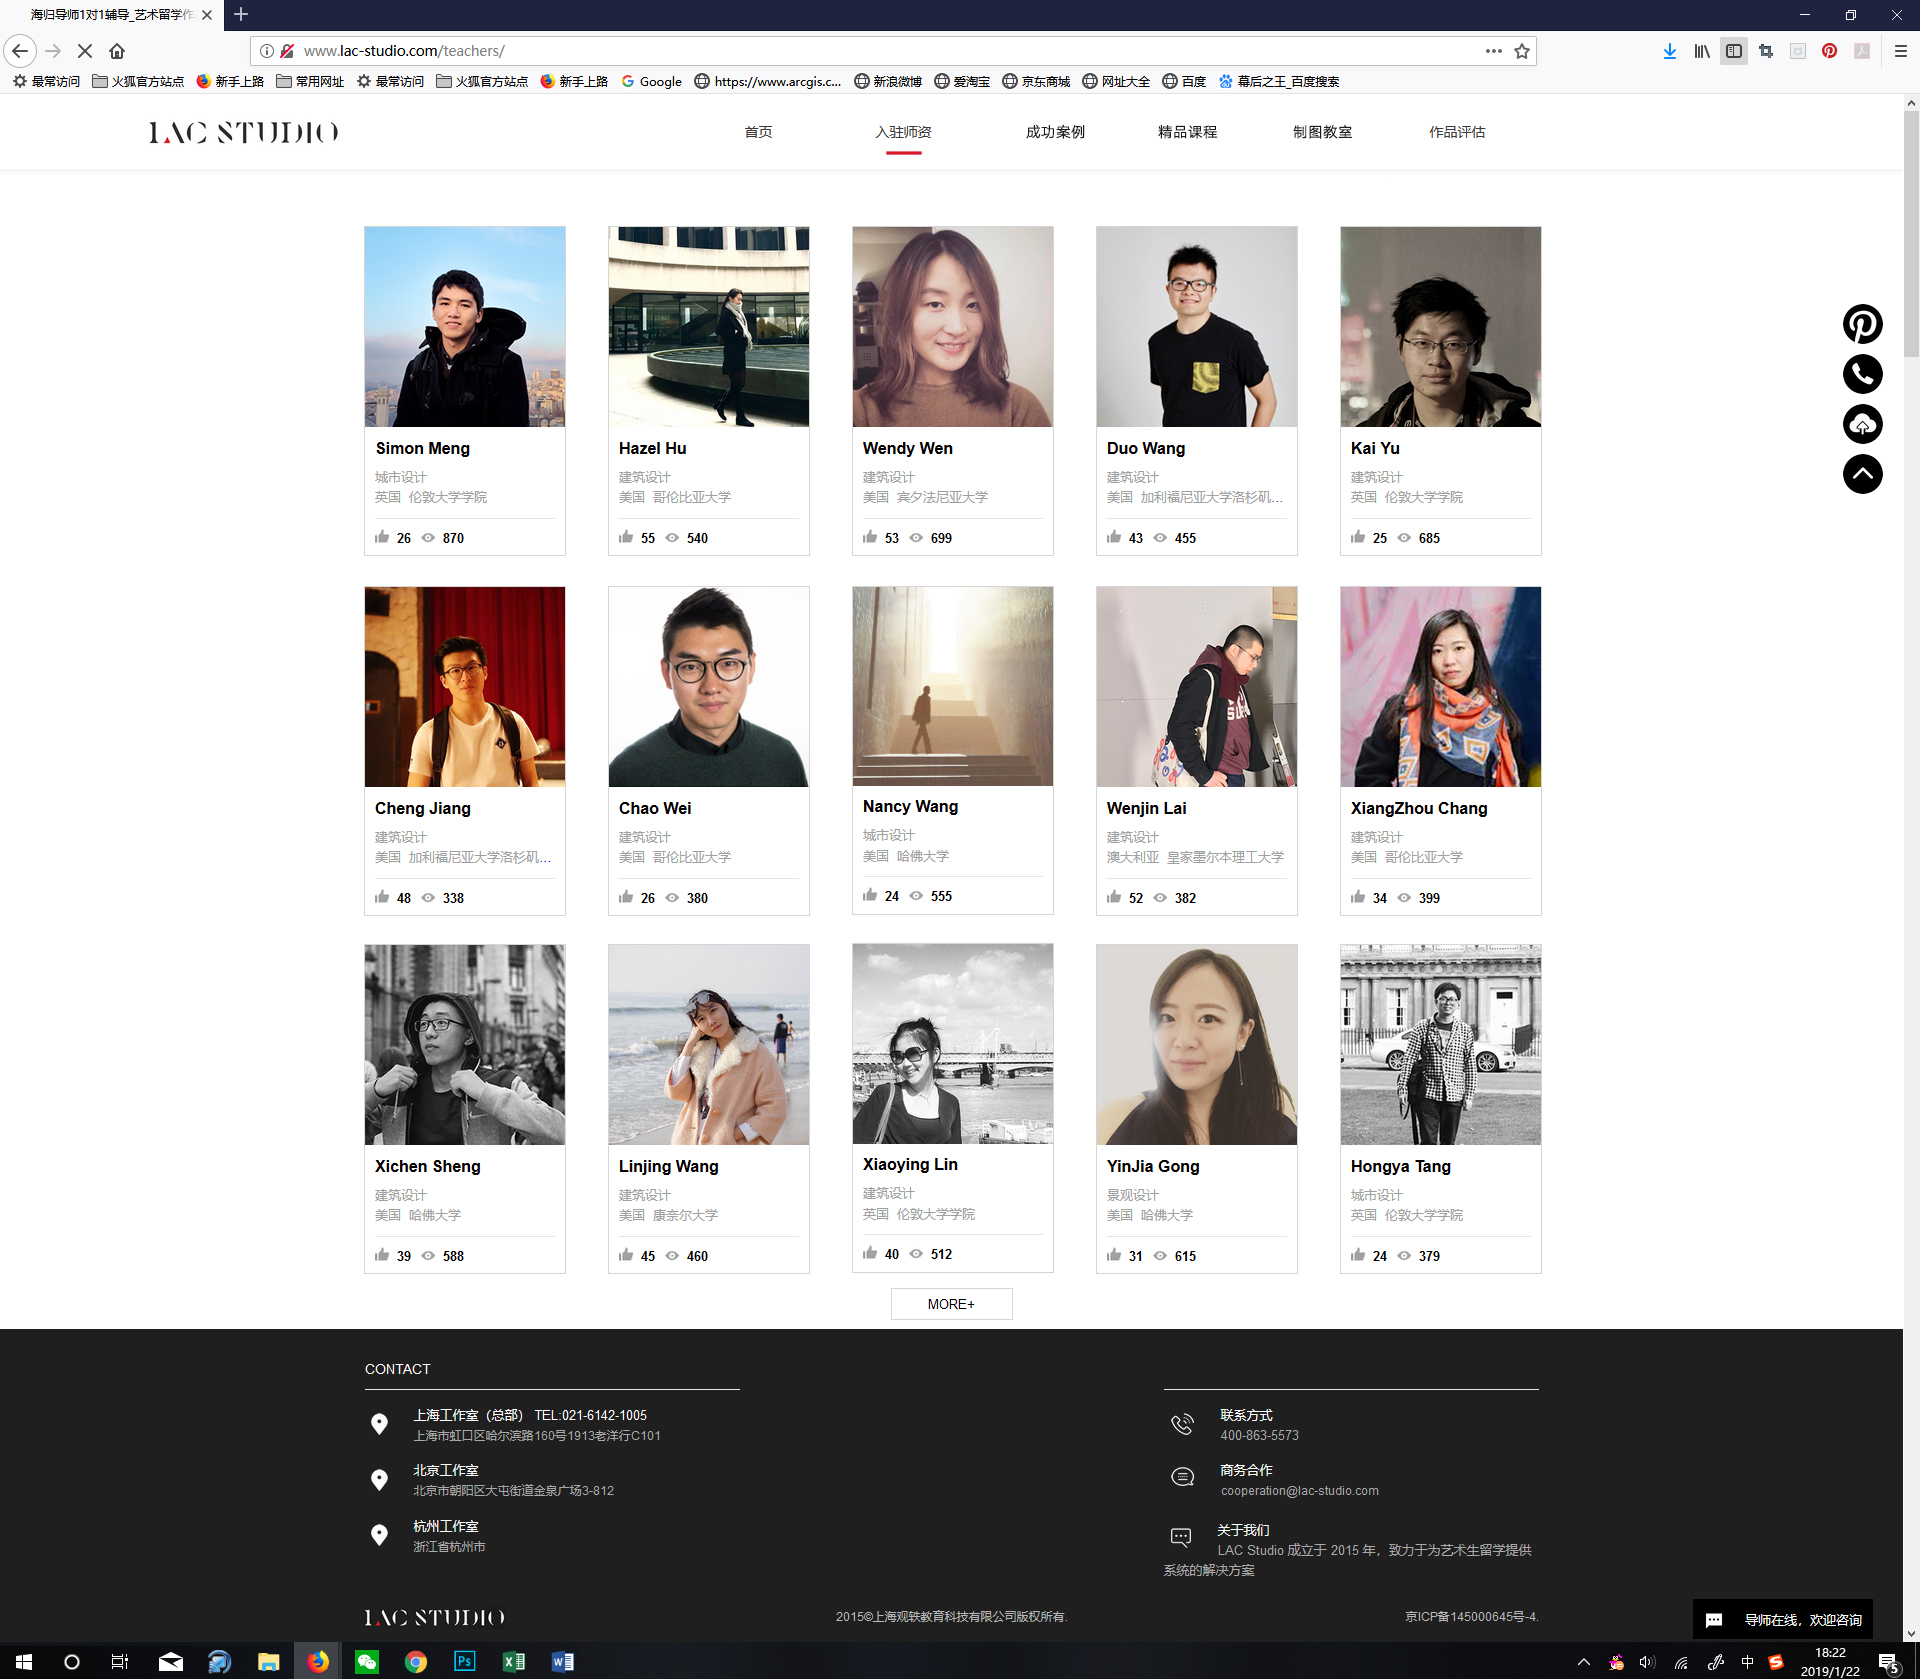 海归导师1对1辅导_艺术留学作
www.lac-studio.com/teachers/
最常访问 火狐官方站点 新手上路 常用网址 最常访问 火狐官方站点 新手上路 Google https://www.arcgis.c... 新浪微博 爱淘宝 京东商城 网址大全 百度 幕后之王_百度搜索
LAC STUDIO 首页 入驻师资 成功案例 精品课程 制图教室 作品评估
Simon Meng Hazel Hu Wendy Wen Duo Wang Kai Yu
城市设计 建筑设计 建筑设计 建筑设计 建筑设计
英国 伦敦大学学院 美国 哥伦比亚大学 美国 宾夕法尼亚大学 美国 加利福尼亚大学洛杉矶... 英国 伦敦大学学院
26 870 55 540 53 699 43 455 25 685
Cheng Jiang Chao Wei Nancy Wang Wenjin Lai XiangZhou Chang
建筑设计 建筑设计 城市设计 建筑设计 建筑设计
美国 加利福尼亚大学洛杉矶... 美国 哥伦比亚大学 美国 哈佛大学 澳大利亚 皇家墨尔本理工大学 美国 哥伦比亚大学
48 338 26 380 24 555 52 382 34 399
Xichen Sheng Linjing Wang Xiaoying Lin YinJia Gong Hongya Tang
建筑设计 建筑设计 建筑设计 景观设计 城市设计
美国 哈佛大学 美国 康奈尔大学 英国 伦敦大学学院 美国 哈佛大学 英国 伦敦大学学院
39 588 45 460 40 512 31 615 24 379
MORE+
CONTACT
上海工作室（总部） TEL:021-6142-1005
上海市虹口区哈尔滨路160号1913老洋行C101
北京工作室
北京市朝阳区大屯街道金泉广场3-812
杭州工作室
浙江省杭州市
联系方式
400-863-5573
商务合作
cooperation@lac-studio.com
关于我们
LAC Studio 成立于 2015 年，致力于为艺术生留学提供
系统的解决方案
LAC STUDIO 2015©上海观轶教育科技有限公司版权所有. 京ICP备145000645号-4.
导师在线，欢迎咨询
中 18:22
2019/1/22
5